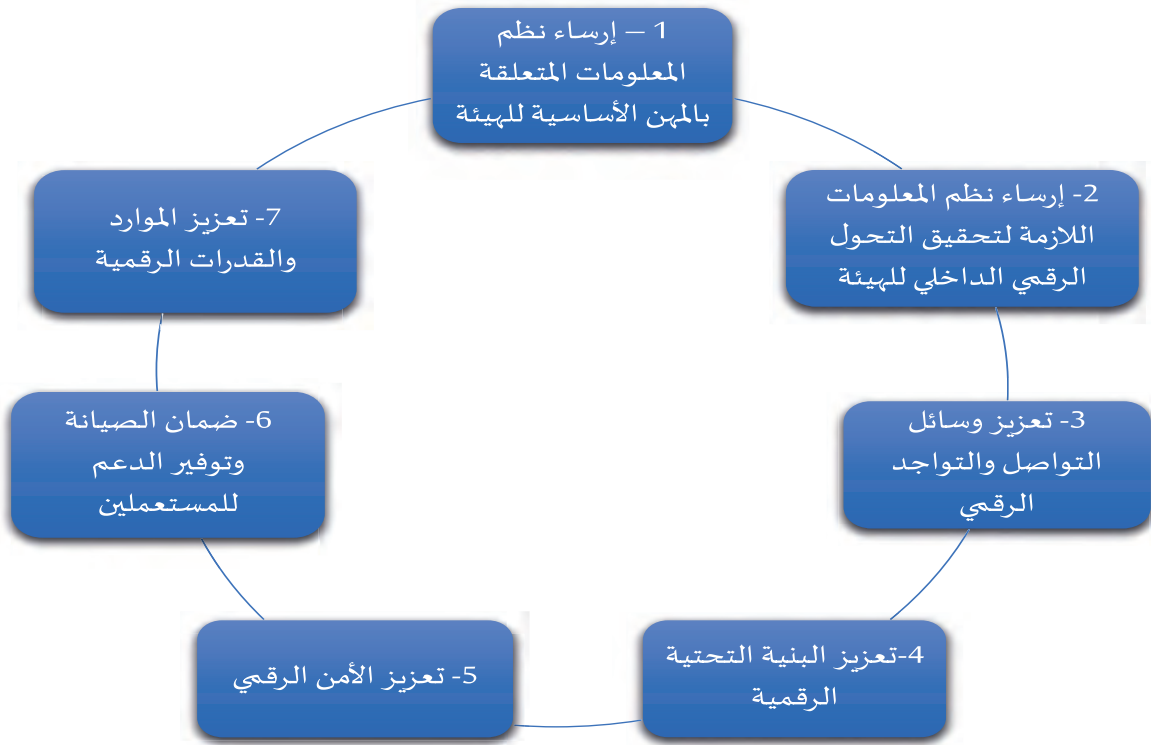 1 – إرساء نظم
المعلومات المتعلقة
بالمهن الأساسية للهيئة
2- إرساء نظم المعلومات
اللازمة لتحقيق التحول
الرقمي الداخلي للهيئة
3- تعزيز وسائل
التواصل والتواجد
الرقمي
4-تعزيز البنية التحتية
الرقمية
5- تعزيز الأمن الرقمي
6- ضمان الصيانة
وتوفير الدعم
للمستعملين
7- تعزيز الموارد
والقدرات الرقمية